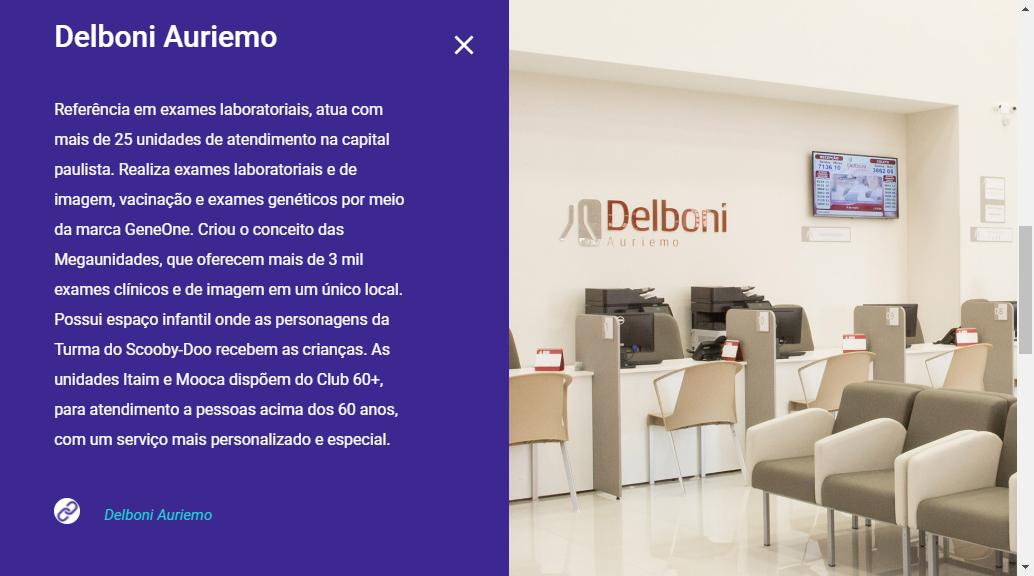 Delboni Auriemo
Referência em exames laboratoriais, atua com
mais de 25 unidades de atendimento na capital
paulista. Realiza exames laboratoriais e de
imagem, vacinação e exames genéticos por meio
da marca GeneOne. Criou o conceito das
Megaunidades, que oferecem mais de 3 mil
exames clínicos e de imagem em um único local.
Possui espaço infantil onde as personagens da
Turma do Scooby-Doo recebem as crianças. As
unidades Itaim e Mooca dispõem do Club 60+,
para atendimento a pessoas acima dos 60 anos,
com um serviço mais personalizado e especial.
Delboni Auriemo
Delboni
Auriemo